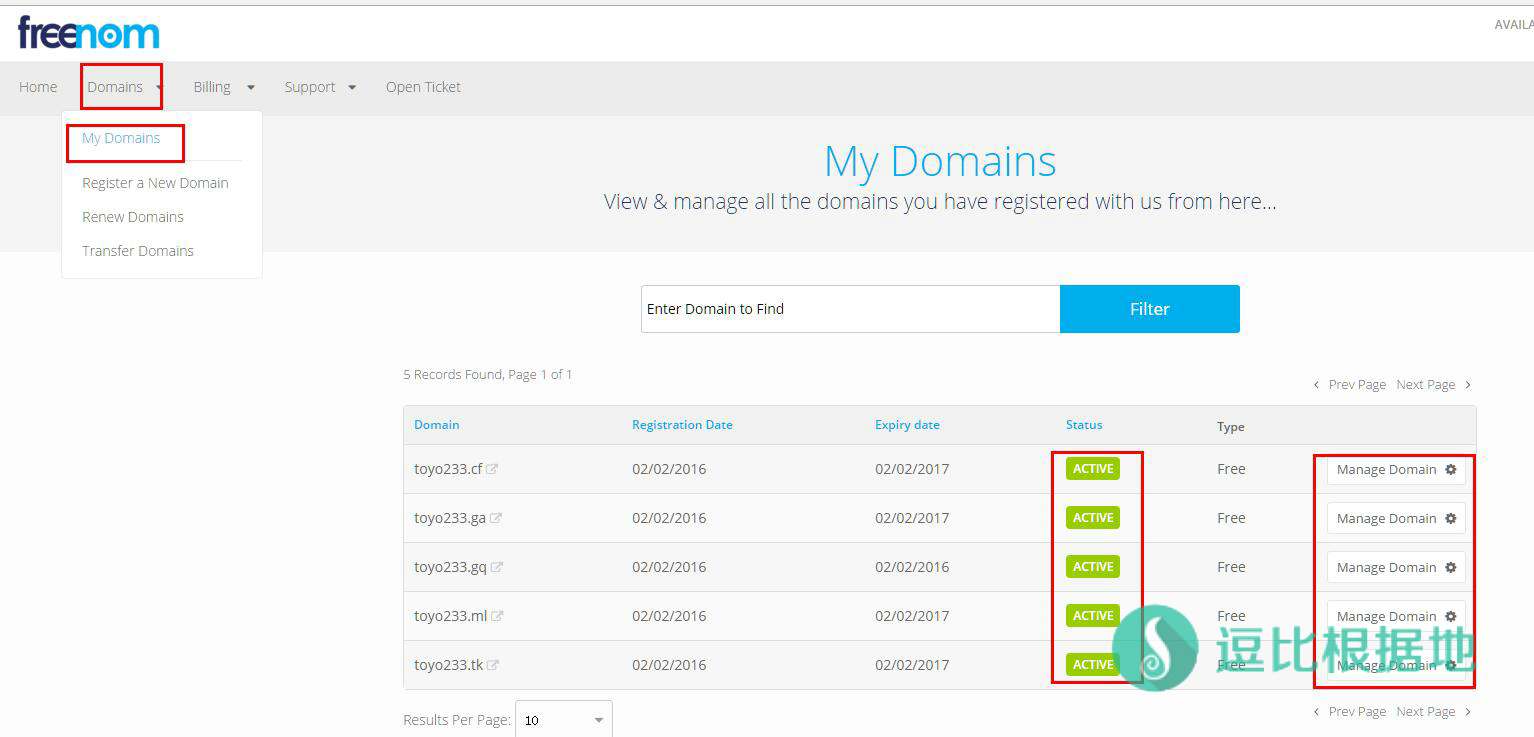 freenom
AVAILA
Home Domains Billing Support Open Ticket
My Domains
Register a New Domain
Renew Domains
Transfer Domains
My Domains
View & manage all the domains you have registered with us from here...
Enter Domain to Find Filter
5 Records Found, Page 1 of 1
Prev Page Next Page
Domain Registration Date Expiry date Status Type
toyo233.cf 02/02/2016 02/02/2017 ACTIVE Free Manage Domain
toyo233.ga 02/02/2016 02/02/2017 ACTIVE Free Manage Domain
toyo233.gq 02/02/2016 02/02/2016 ACTIVE Free Manage Domain
toyo233.ml 02/02/2016 02/02/2017 ACTIVE Free Manage Domain
toyo233.tk 02/02/2016 02/02/2017 ACTIVE Free Manage Domain
逗比根据地
Results Per Page: 10
Prev Page Next Page